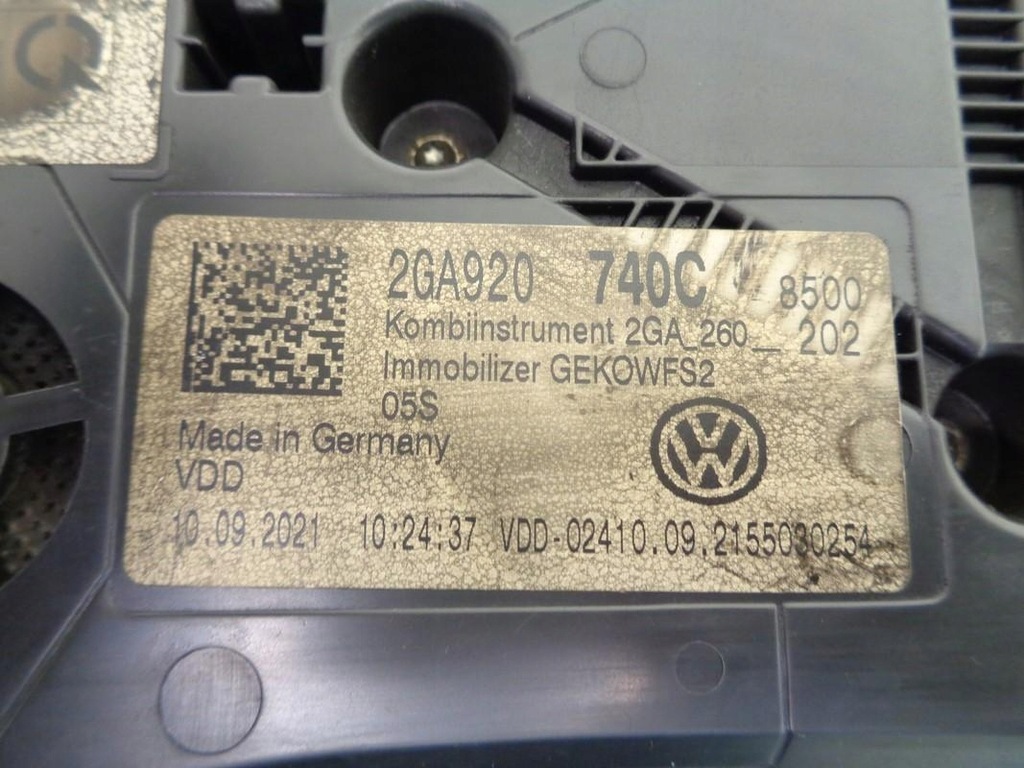 2GA920 740C 8500
Kombiinstrument 2GA_260__ 202
Immobilizer GEKOWFS2
05S
Made in Germany
VDD
10.09.2021 10:24:37 VDD-02410.09.2155030254